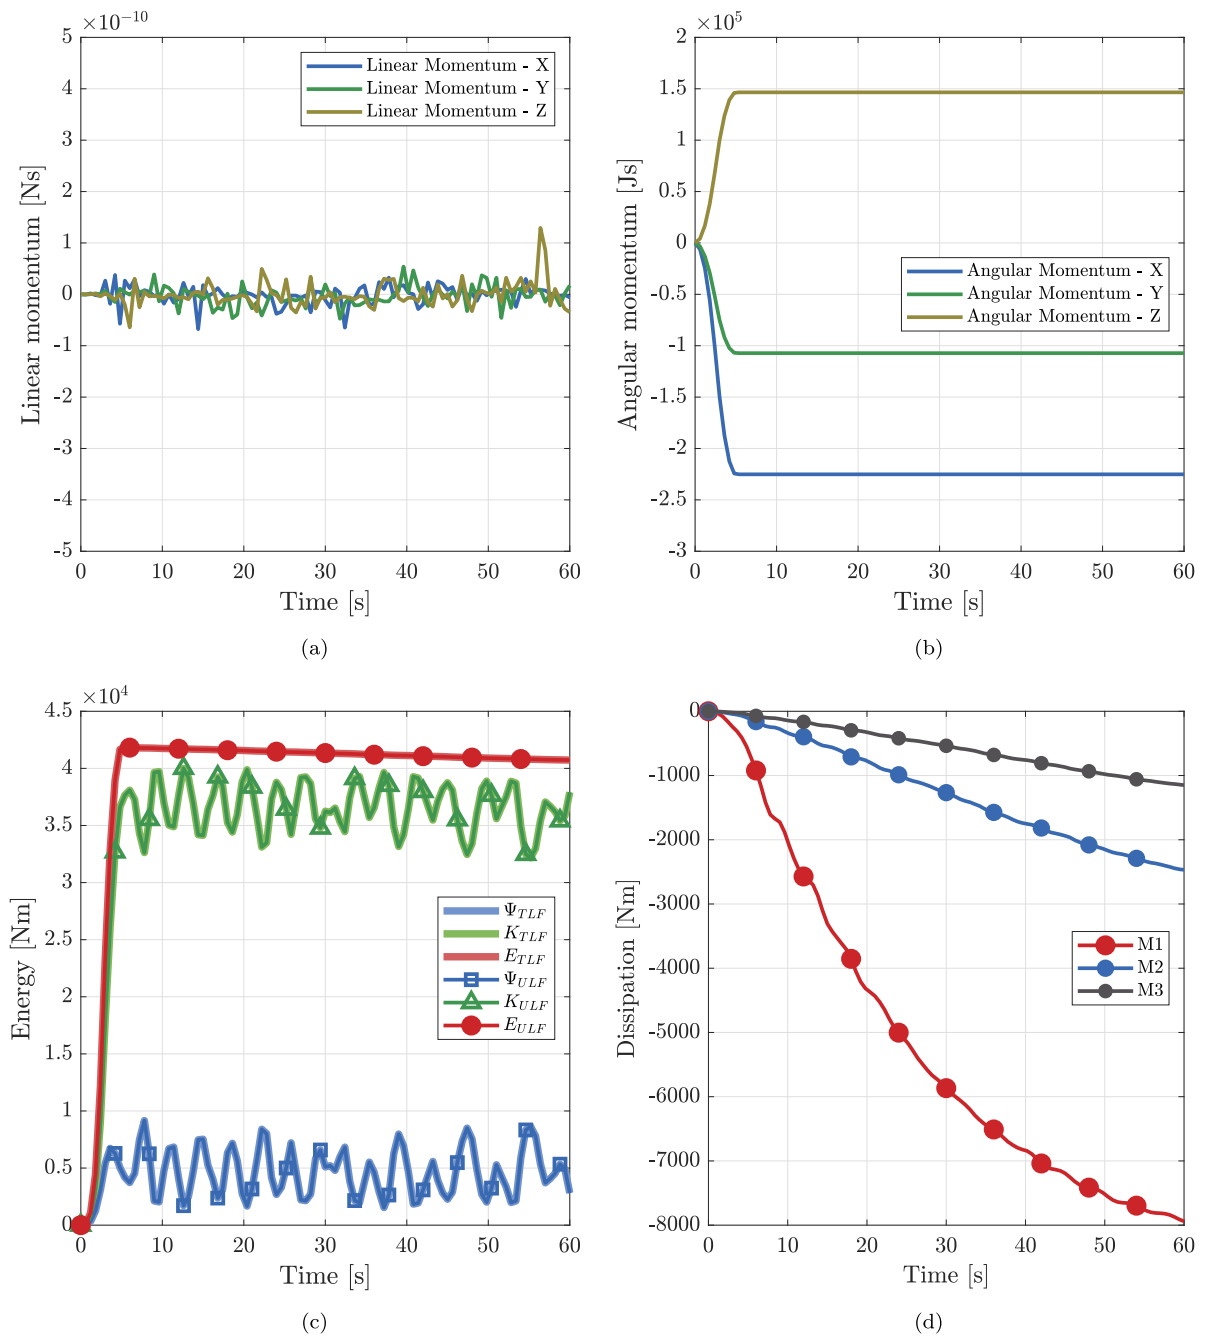 ×10⁻¹⁰
5
4
3
2
1
0
-1
-2
-3
-4
-5
0 10 20 30 40 50 60
Linear momentum [Ns]
Time [s]
Linear Momentum - X
Linear Momentum - Y
Linear Momentum - Z
(a)
×10⁵
2
1.5
1
0.5
0
-0.5
-1
-1.5
-2
-2.5
-3
0 10 20 30 40 50 60
Angular momentum [Js]
Time [s]
Angular Momentum - X
Angular Momentum - Y
Angular Momentum - Z
(b)
×10⁴
4.5
4
3.5
3
2.5
2
1.5
1
0.5
0
0 10 20 30 40 50 60
Energy [Nm]
Time [s]
Ψ_TLF
K_TLF
E_TLF
Ψ_ULF
K_ULF
E_ULF
(c)
0
-1000
-2000
-3000
-4000
-5000
-6000
-7000
-8000
0 10 20 30 40 50 60
Dissipation [Nm]
Time [s]
M1
M2
M3
(d)